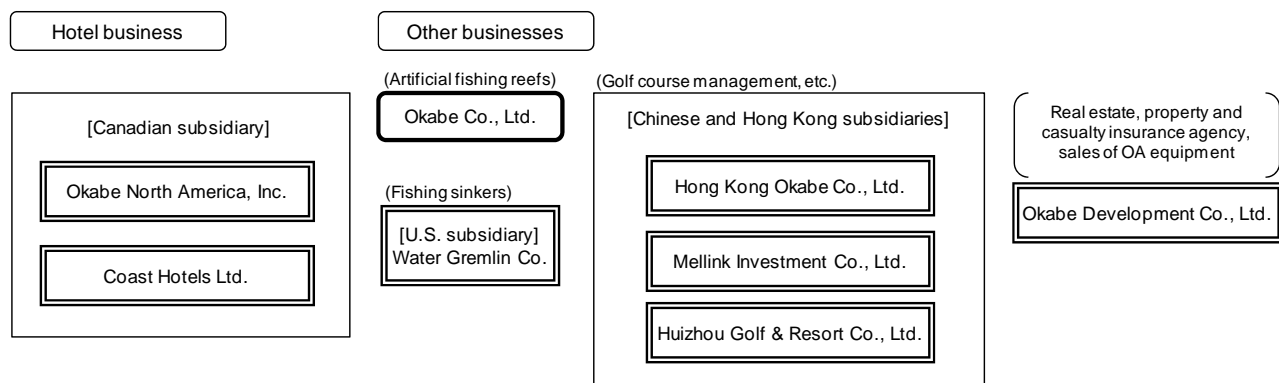 Hotel business
Other businesses
[Canadian subsidiary]
Okabe North America, Inc.
Coast Hotels Ltd.
(Artificial fishing reefs)
Okabe Co., Ltd.
(Fishing sinkers)
[U.S. subsidiary]
Water Gremlin Co.
(Golf course management, etc.)
[Chinese and Hong Kong subsidiaries]
Hong Kong Okabe Co., Ltd.
Mellink Investment Co., Ltd.
Huizhou Golf & Resort Co., Ltd.
Real estate, property and
casualty insurance agency,
sales of OA equipment
Okabe Development Co., Ltd.